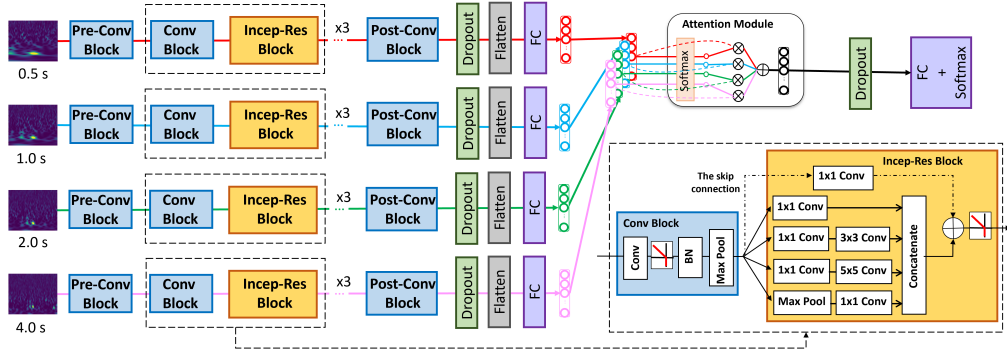 0.5 s
Pre-Conv
Block
Conv
Block
Incep-Res
Block
x3
Post-Conv
Block
Dropout
Flatten
FC
1.0 s
Pre-Conv
Block
Conv
Block
Incep-Res
Block
x3
Post-Conv
Block
Dropout
Flatten
FC
2.0 s
Pre-Conv
Block
Conv
Block
Incep-Res
Block
x3
Post-Conv
Block
Dropout
Flatten
FC
4.0 s
Pre-Conv
Block
Conv
Block
Incep-Res
Block
x3
Post-Conv
Block
Dropout
Flatten
FC
Attention Module
Softmax
Dropout
FC
+
Softmax
The skip
connection
Conv Block
Conv
BN
Max Pool
Incep-Res Block
1x1 Conv
1x1 Conv
1x1 Conv
3x3 Conv
1x1 Conv
5x5 Conv
Max Pool
1x1 Conv
Concatenate